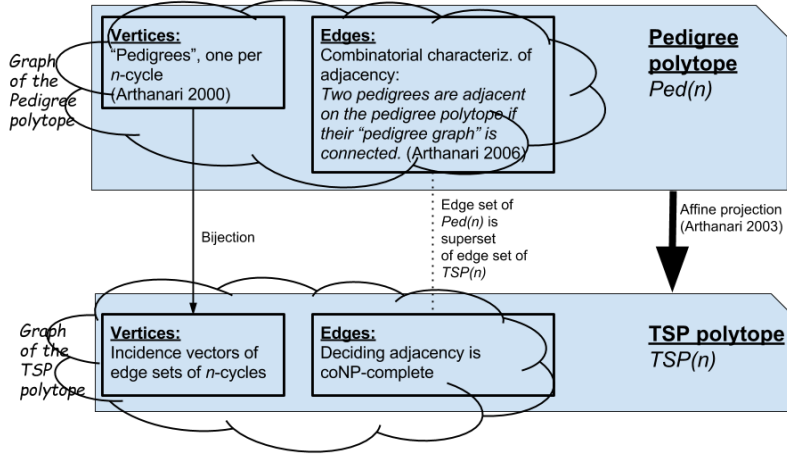 Vertices:
"Pedigrees", one per
n-cycle
(Arthanari 2000)
Edges:
Combinatorial characteriz. of
adjacency:
Two pedigrees are adjacent
on the pedigree polytope if
their "pedigree graph" is
connected. (Arthanari 2006)
Pedigree
polytope
Ped(n)
Graph
of the
Pedigree
polytope
Bijection
Edge set of
Ped(n) is
superset
of edge set of
TSP(n)
Affine projection
(Arthanari 2003)
Graph
of the
TSP
polytope
Vertices:
Incidence vectors of
edge sets of n-cycles
Edges:
Deciding adjacency is
coNP-complete
TSP polytope
TSP(n)